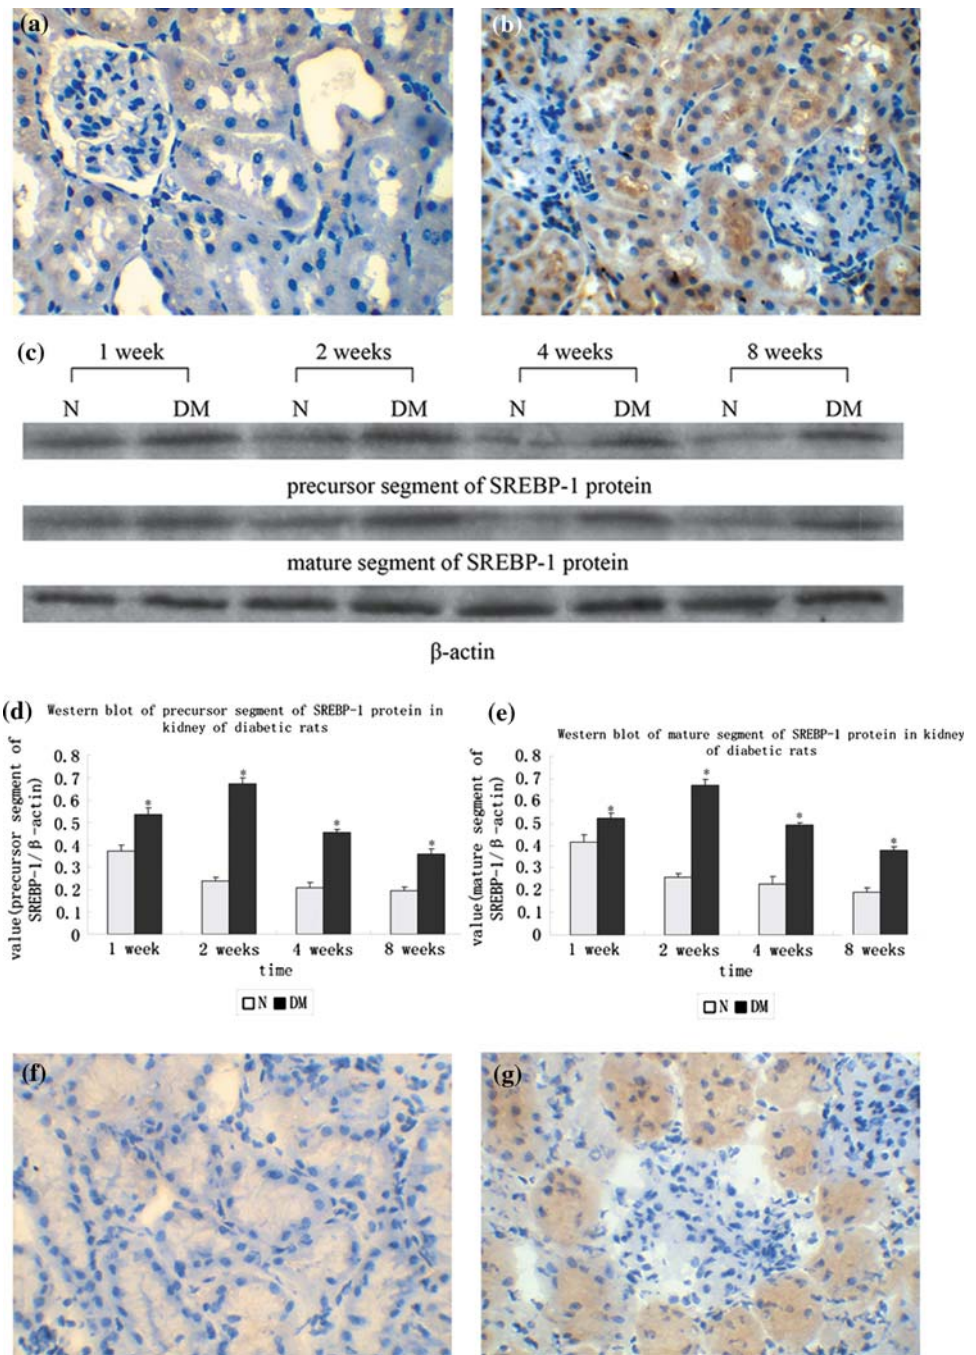 (a)
(b)
(c)
1 week 2 weeks 4 weeks 8 weeks
N DM N DM N DM N DM
precursor segment of SREBP-1 protein
mature segment of SREBP-1 protein
β-actin
(d) Western blot of precursor segment of SREBP-1 protein in
kidney of diabetic rats
value(precursor segment of
SREBP-1/β-actin)
0.8
0.7
0.6
0.5
0.4
0.3
0.2
0.1
0
* * * *
1 week 2 weeks 4 weeks 8 weeks
time
N DM
(e)
Western blot of mature segment of SREBP-1 protein in kidney
of diabetic rats
value(mature segment of
SREBP-1/β-actin)
0.8
0.7
0.6
0.5
0.4
0.3
0.2
0.1
0
* * * *
1 week 2 weeks 4 weeks 8 weeks
time
N DM
(f)
(g)